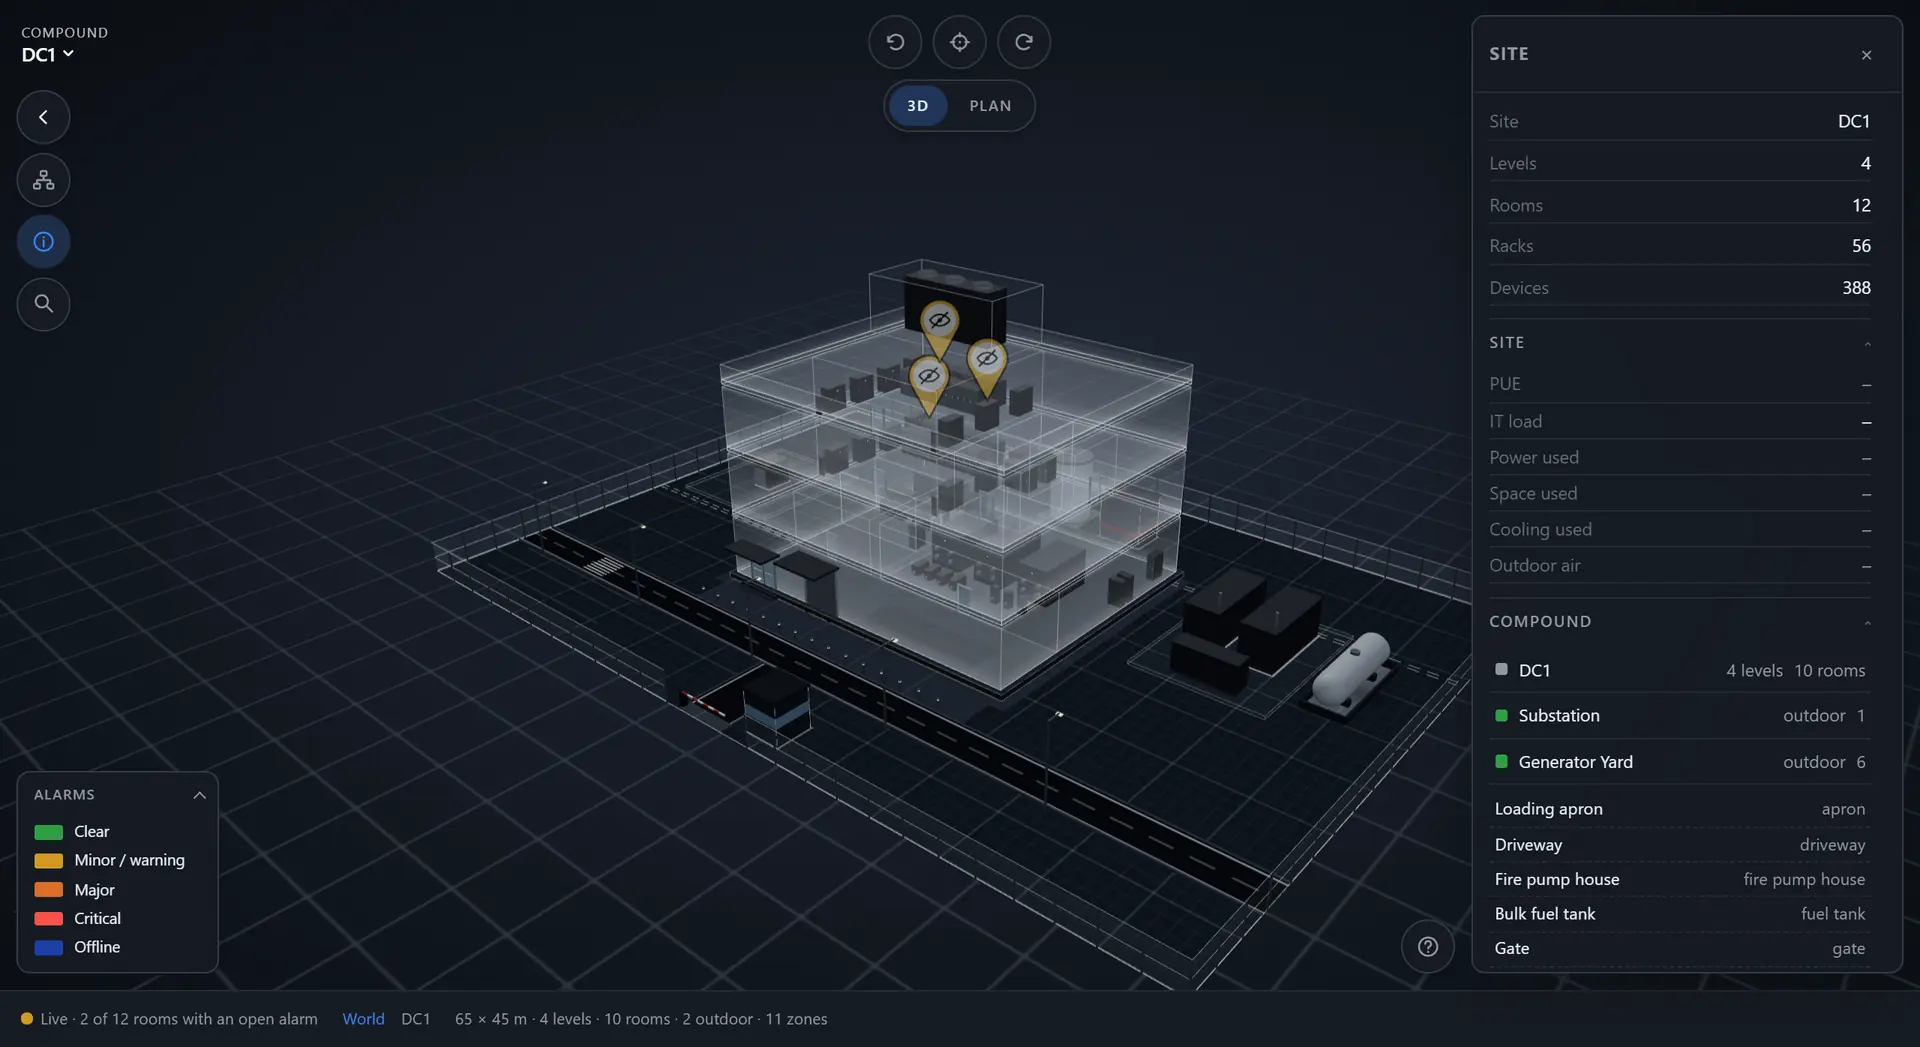 COMPOUND
DC1
3D PLAN
SITE
Site DC1
Levels 4
Rooms 12
Racks 56
Devices 388
SITE
PUE –
IT load –
Power used –
Space used –
Cooling used –
Outdoor air –
COMPOUND
DC1 4 levels 10 rooms
Substation outdoor 1
Generator Yard outdoor 6
Loading apron apron
Driveway driveway
Fire pump house fire pump house
Bulk fuel tank fuel tank
Gate gate
ALARMS
Clear
Minor / warning
Major
Critical
Offline
Live · 2 of 12 rooms with an open alarm World DC1 65 × 45 m · 4 levels · 10 rooms · 2 outdoor · 11 zones